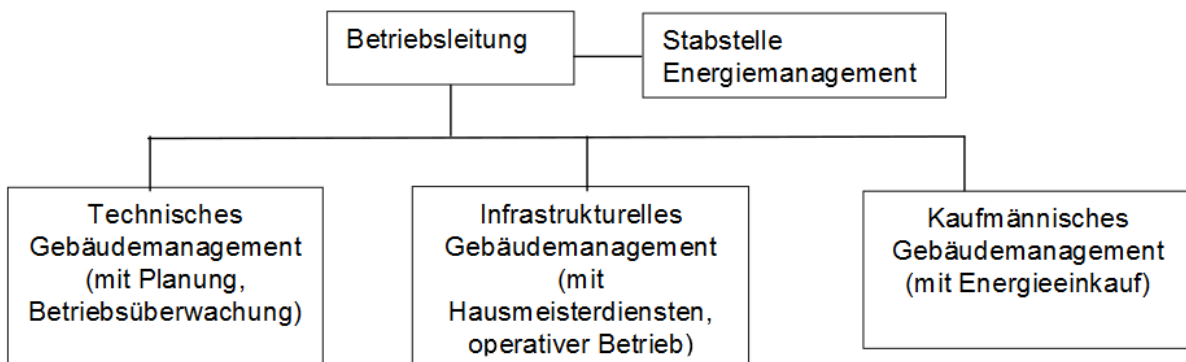 Betriebsleitung
Stabstelle
Energiemanagement
Technisches
Gebäudemanagement
(mit Planung,
Betriebsüberwachung)
Infrastrukturelles
Gebäudemanagement
(mit
Hausmeisterdiensten,
operativer Betrieb)
Kaufmännisches
Gebäudemanagement
(mit Energieeinkauf)